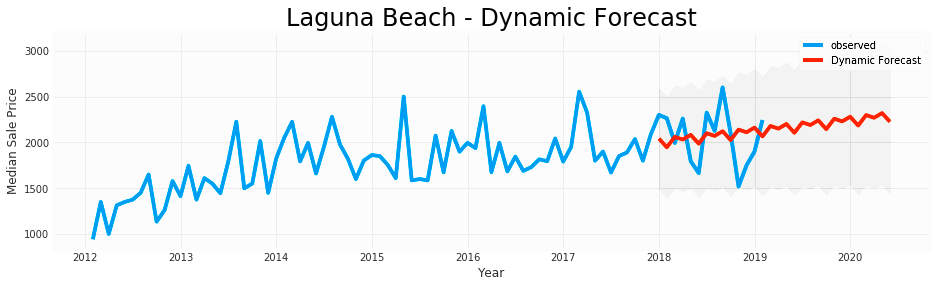 Laguna Beach - Dynamic Forecast
observed
Dynamic Forecast
Median Sale Price
3000
2500
2000
1500
1000
2012 2013 2014 2015 2016 2017 2018 2019 2020
Year